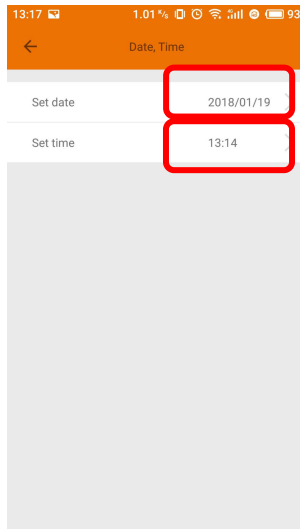 13:17 1.01 K/s 93
Date, Time
Set date 2018/01/19
Set time 13:14